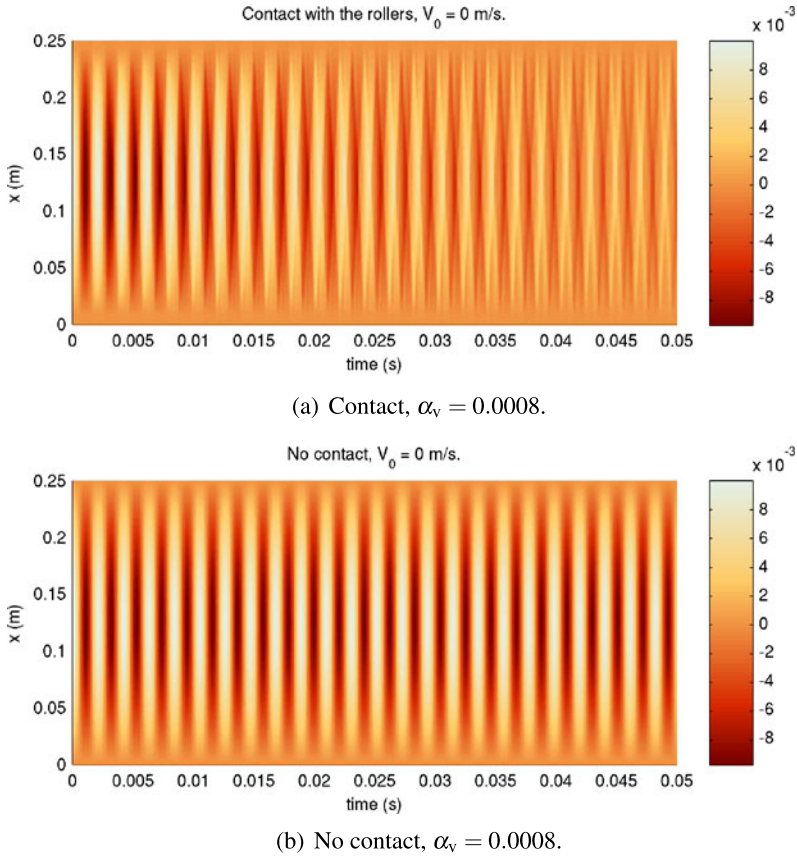 Contact with the rollers, V₀ = 0 m/s.
x 10⁻³
0.25
0.2
0.15
0.1
0.05
0
x (m)
8
6
4
2
0
-2
-4
-6
-8
0 0.005 0.01 0.015 0.02 0.025 0.03 0.035 0.04 0.045 0.05
time (s)
(a) Contact, αᵥ = 0.0008.
No contact, V₀ = 0 m/s.
x 10⁻³
0.25
0.2
0.15
0.1
0.05
0
x (m)
8
6
4
2
0
-2
-4
-6
-8
0 0.005 0.01 0.015 0.02 0.025 0.03 0.035 0.04 0.045 0.05
time (s)
(b) No contact, αᵥ = 0.0008.